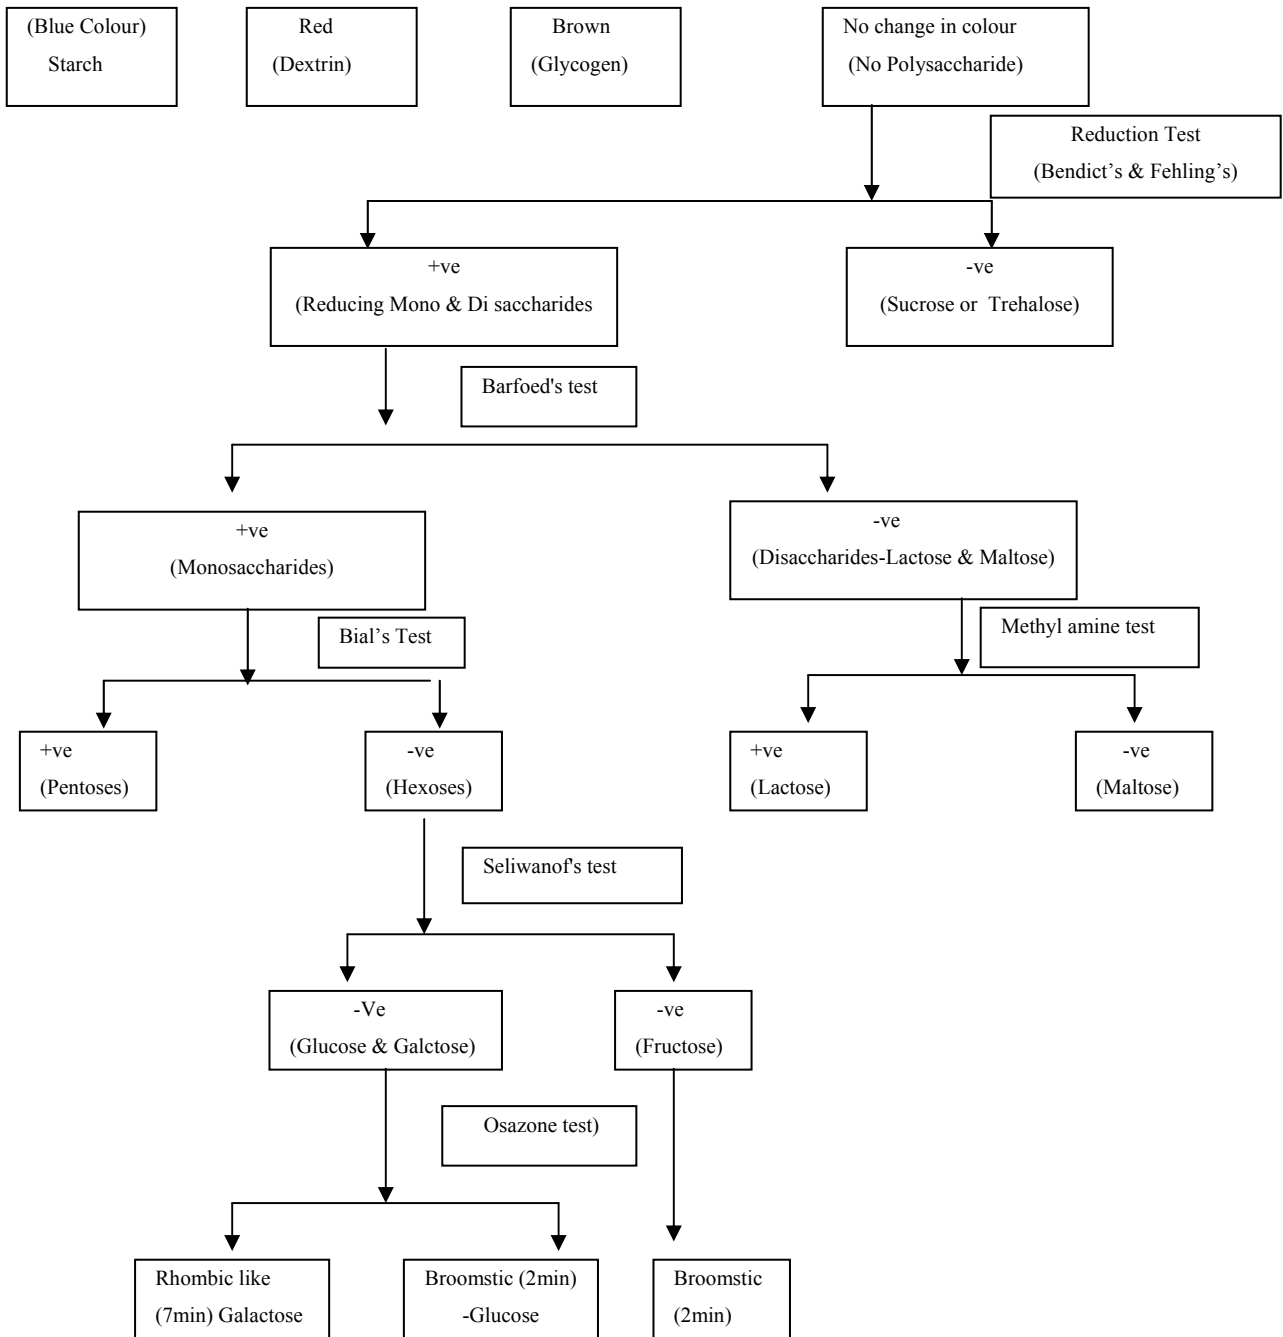 (Blue Colour)
Starch
Red
(Dextrin)
Brown
(Glycogen)
No change in colour
(No Polysaccharide)
Reduction Test
(Bendict’s & Fehling’s)
+ve
(Reducing Mono & Di saccharides
-ve
(Sucrose or Trehalose)
Barfoed's test
+ve
(Monosaccharides)
-ve
(Disaccharides-Lactose & Maltose)
Bial’s Test
Methyl amine test
+ve
(Pentoses)
-ve
(Hexoses)
+ve
(Lactose)
-ve
(Maltose)
Seliwanof's test
-Ve
(Glucose & Galctose)
-ve
(Fructose)
Osazone test)
Rhombic like
(7min) Galactose
Broomstic (2min)
-Glucose
Broomstic
(2min)